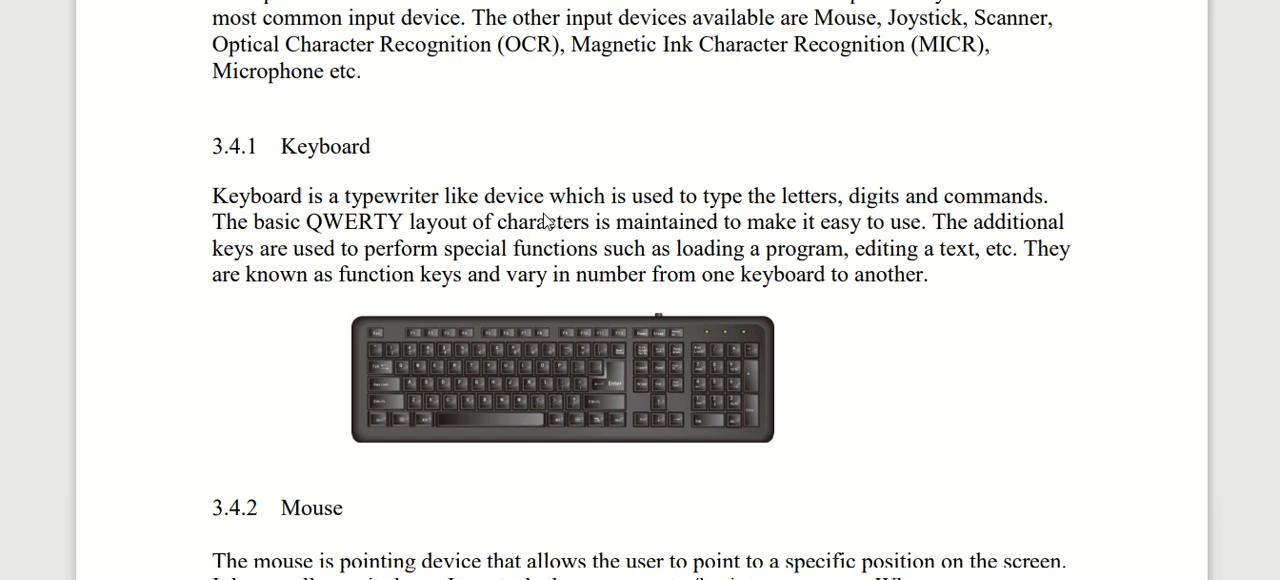 most common input device. The other input devices available are Mouse, Joystick, Scanner,
Optical Character Recognition (OCR), Magnetic Ink Character Recognition (MICR),
Microphone etc.
3.4.1 Keyboard
Keyboard is a typewriter like device which is used to type the letters, digits and commands.
The basic QWERTY layout of characters is maintained to make it easy to use. The additional
keys are used to perform special functions such as loading a program, editing a text, etc. They
are known as function keys and vary in number from one keyboard to another.
Enter
3.4.2 Mouse
The mouse is pointing device that allows the user to point to a specific position on the screen.